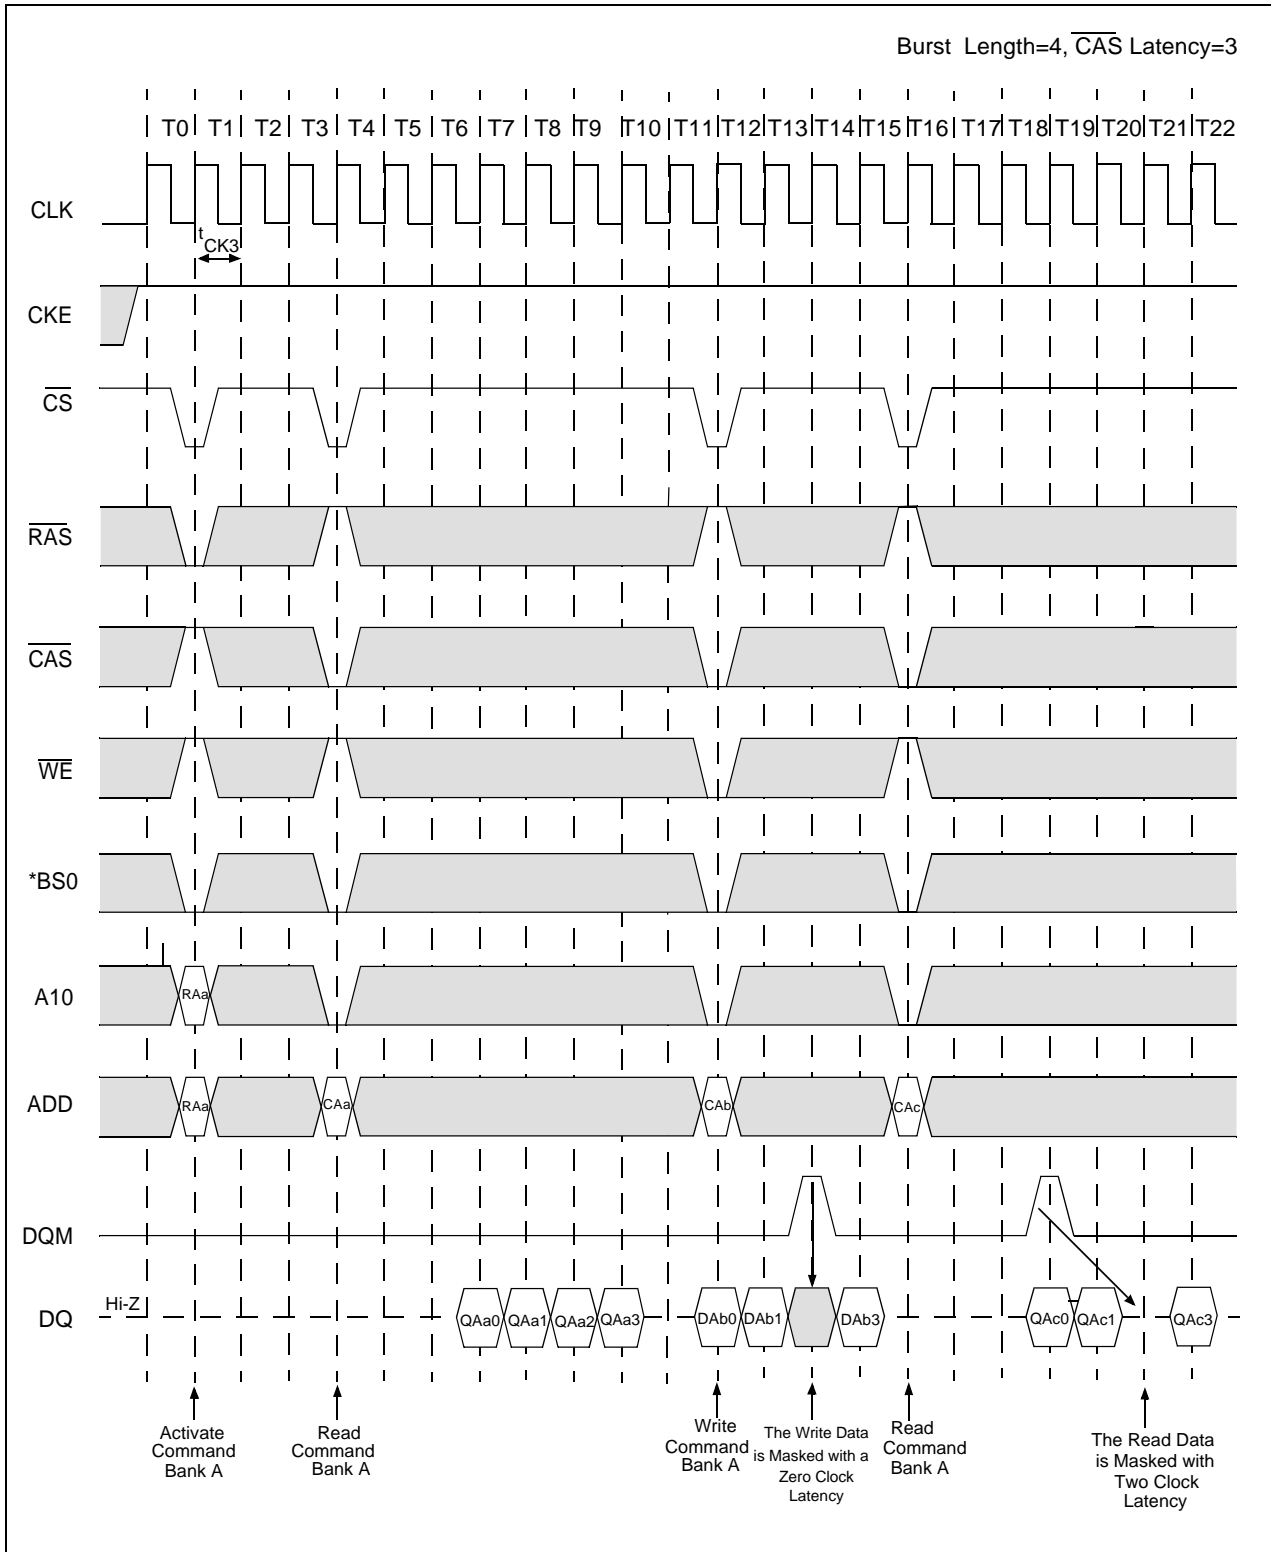 Burst Length=4, CAS Latency=3
T0 T1 T2 T3 T4 T5 T6 T7 T8 T9 T10 T11 T12 T13 T14 T15 T16 T17 T18 T19 T20 T21 T22
CLK
tCK3
CKE
CS
RAS
CAS
WE
*BS0
A10
RAa
ADD
RAa CAa CAb CAc
DQM
DQ
Hi-Z
QAa0 QAa1 QAa2 QAa3 DAb0 DAb1 DAb3 QAc0 QAc1 QAc3
Activate
Command
Bank A
Read
Command
Bank A
Write
Command
Bank A
The Write Data
is Masked with a
Zero Clock
Latency
Read
Command
Bank A
The Read Data
is Masked with
Two Clock
Latency